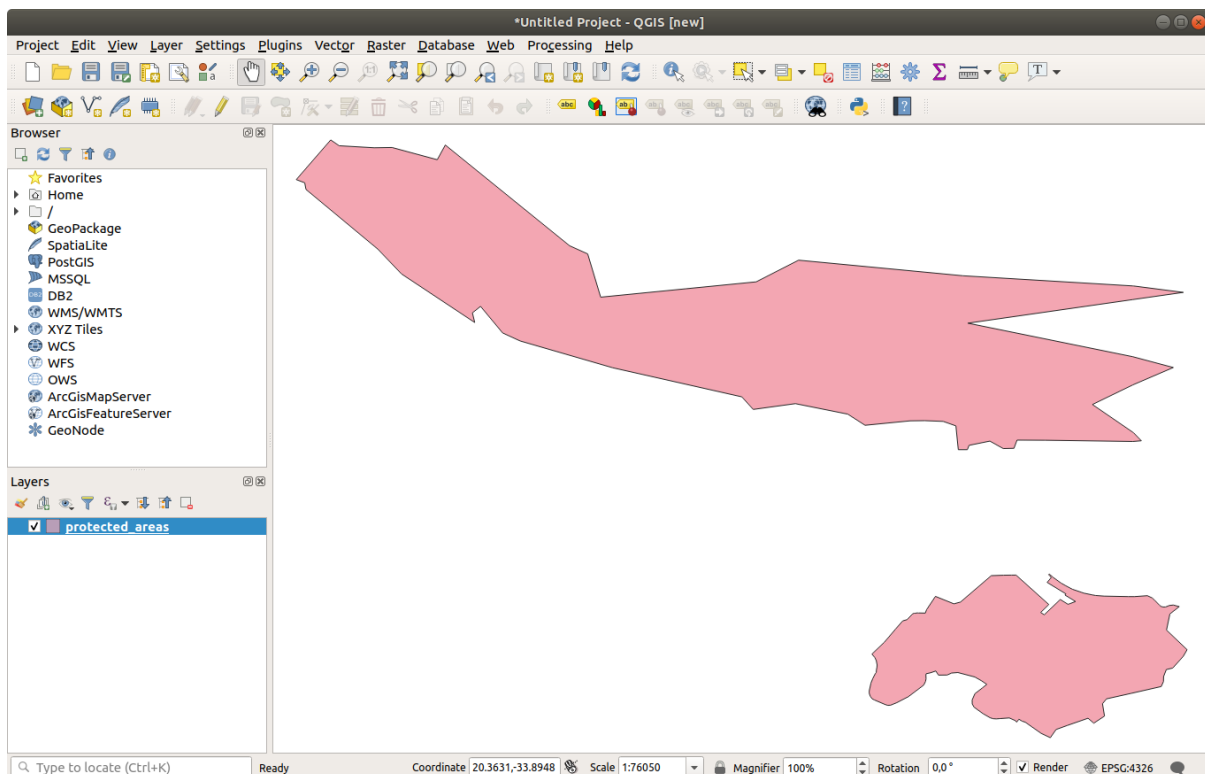 *Untitled Project - QGIS [new]
Project Edit View Layer Settings Plugins Vector Raster Database Web Processing Help
abc
Browser
Favorites
Home
/
GeoPackage
SpatiaLite
PostGIS
MSSQL
DB2
WMS/WMTS
XYZ Tiles
WCS
WFS
OWS
ArcGisMapServer
ArcGisFeatureServer
GeoNode
Layers
protected_areas
Type to locate (Ctrl+K) Ready Coordinate 20.3631,-33.8948 Scale 1:76050 Magnifier 100% Rotation 0,0° Render EPSG:4326